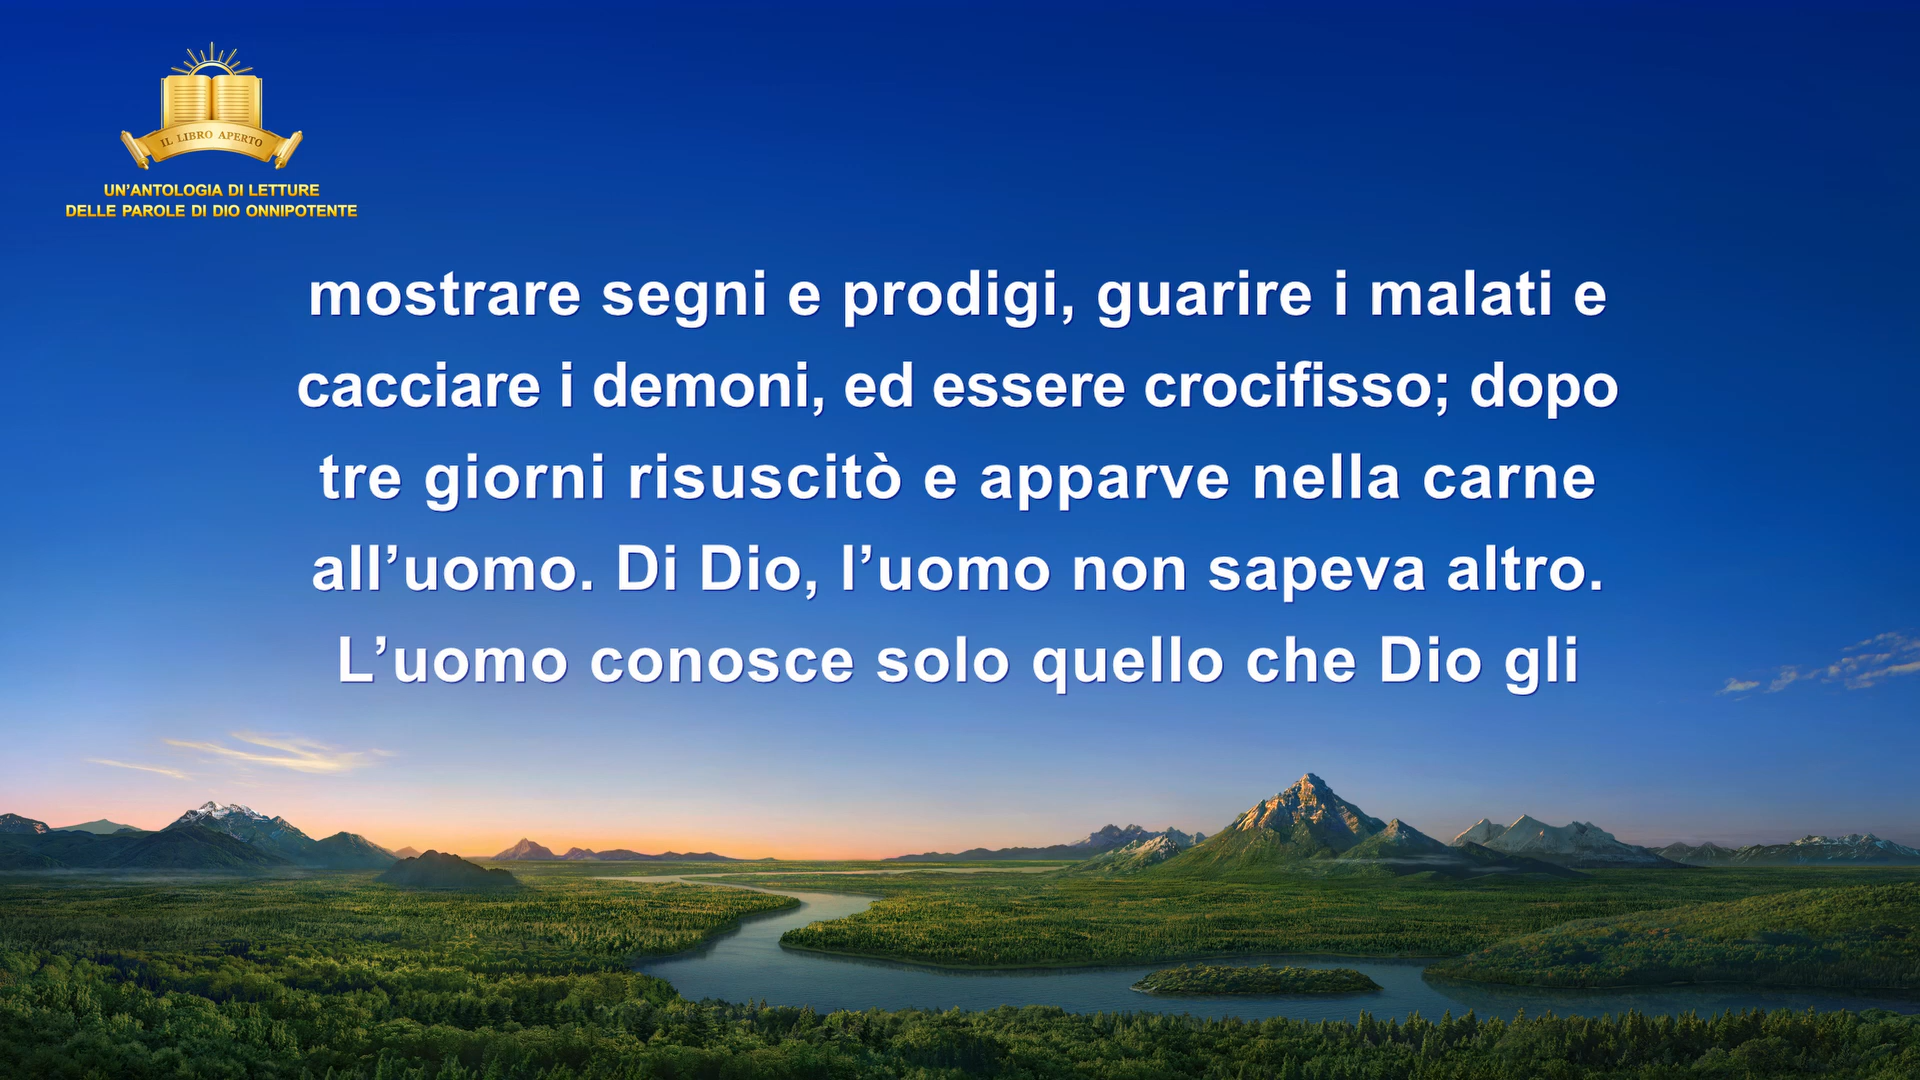 IL LIBRO APERTO
UN’ANTOLOGIA DI LETTURE
DELLE PAROLE DI DIO ONNIPOTENTE
mostrare segni e prodigi, guarire i malati e
cacciare i demoni, ed essere crocifisso; dopo
tre giorni risuscitò e apparve nella carne
all’uomo. Di Dio, l’uomo non sapeva altro.
L’uomo conosce solo quello che Dio gli